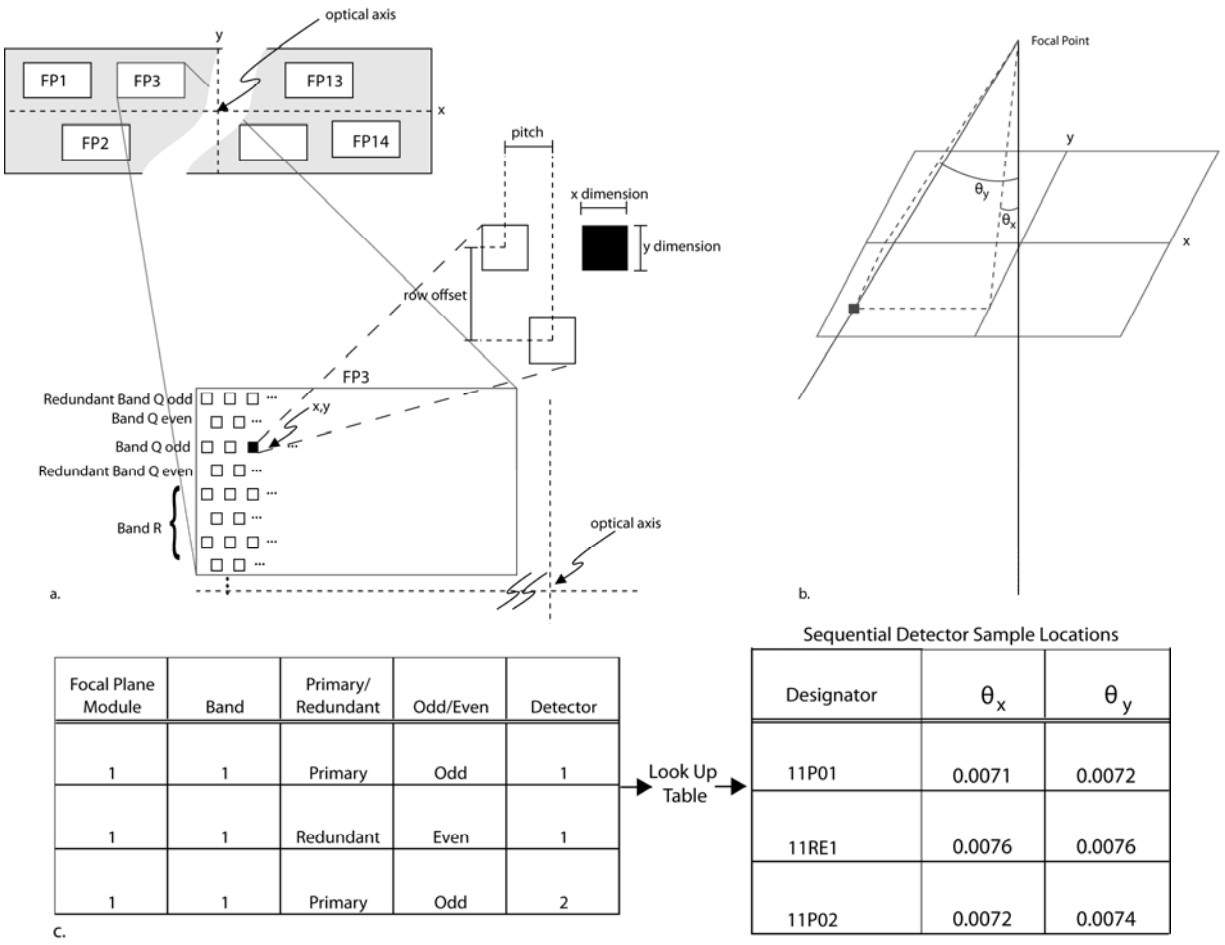 optical axis
y
FP1
FP3
FP13
x
FP2
FP14
pitch
x dimension
y dimension
row offset
FP3
Redundant Band Q odd
...
x,y
Band Q even
...
Band Q odd
...
Redundant Band Q even
...
...
Band R
...
...
...
optical axis
a.
Focal Point
y
θy
θx
x
b.
Focal Plane
Module
Band
Primary/
Redundant
Odd/Even
Detector
1
1
Primary
Odd
1
1
1
Redundant
Even
1
1
1
Primary
Odd
2
Look Up
Table
Sequential Detector Sample Locations
Designator
θx
θy
11P01
0.0071
0.0072
11RE1
0.0076
0.0076
11P02
0.0072
0.0074
c.